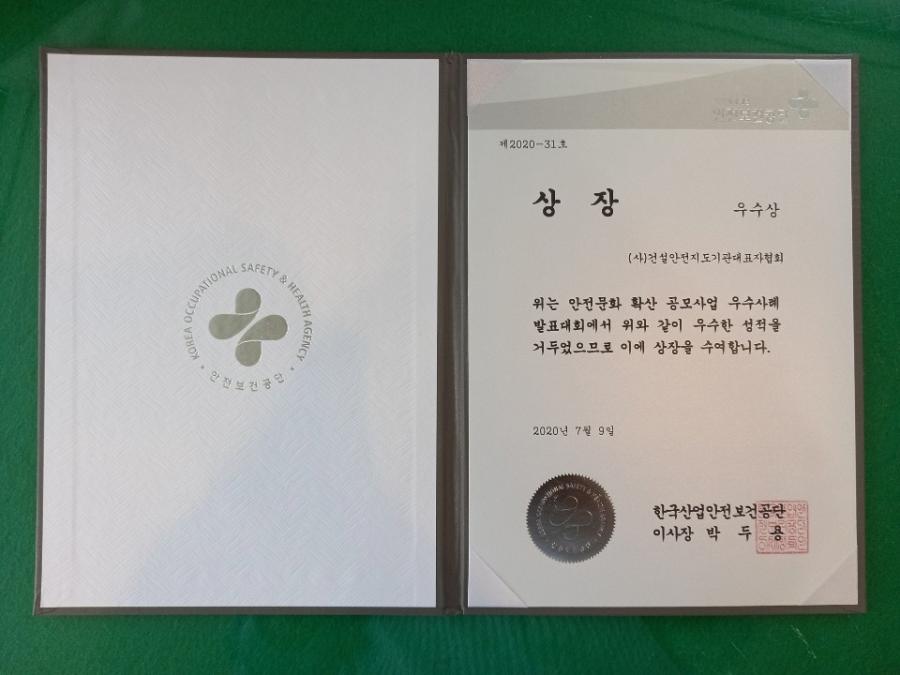 KOREA OCCUPATIONAL SAFETY & HEALTH AGENCY
안전보건공단
안전보건공단
제2020-31호
상 장
우수상
(사)건설안전지도기관대표자협회
위는 안전문화 확산 공모사업 우수사례
발표대회에서 위와 같이 우수한 성적을
거두었으므로 이에 상장을 수여합니다.
2020년 7월 9일
한국산업안전보건공단
이사장 박 두 용